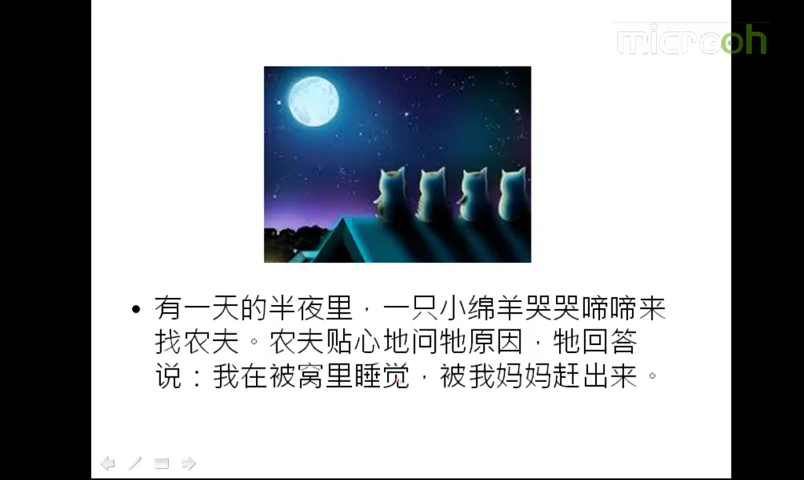 microoh
• 有一天的半夜里，一只小绵羊哭哭啼啼来
找农夫。农夫贴心地问牠原因，牠回答
说：我在被窝里睡觉，被我妈妈赶出来。